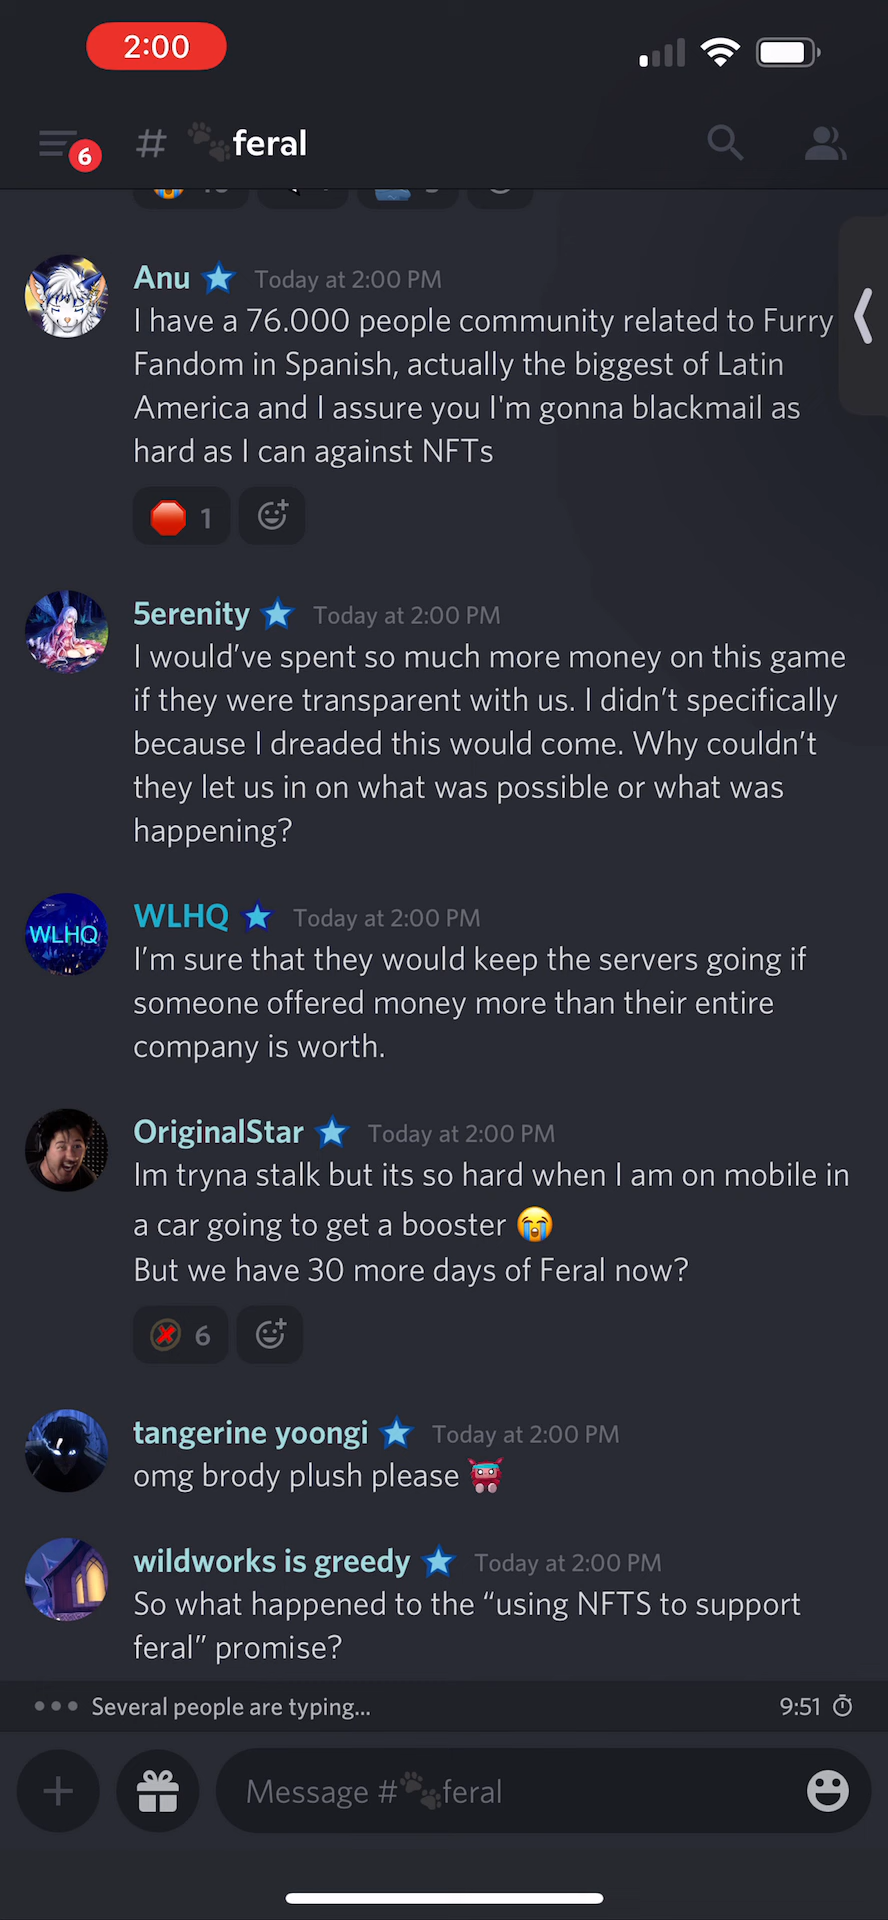 2:00
6
# 🐾feral
Anu Today at 2:00 PM
I have a 76.000 people community related to Furry
Fandom in Spanish, actually the biggest of Latin
America and I assure you I'm gonna blackmail as
hard as I can against NFTs
1
5erenity Today at 2:00 PM
I would've spent so much more money on this game
if they were transparent with us. I didn't specifically
because I dreaded this would come. Why couldn't
they let us in on what was possible or what was
happening?
WLHQ
WLHQ Today at 2:00 PM
I'm sure that they would keep the servers going if
someone offered money more than their entire
company is worth.
OriginalStar Today at 2:00 PM
Im tryna stalk but its so hard when I am on mobile in
a car going to get a booster 😭
But we have 30 more days of Feral now?
6
tangerine yoongi Today at 2:00 PM
omg brody plush please
wildworks is greedy Today at 2:00 PM
So what happened to the “using NFTS to support
feral” promise?
Several people are typing...
9:51
Message #🐾feral